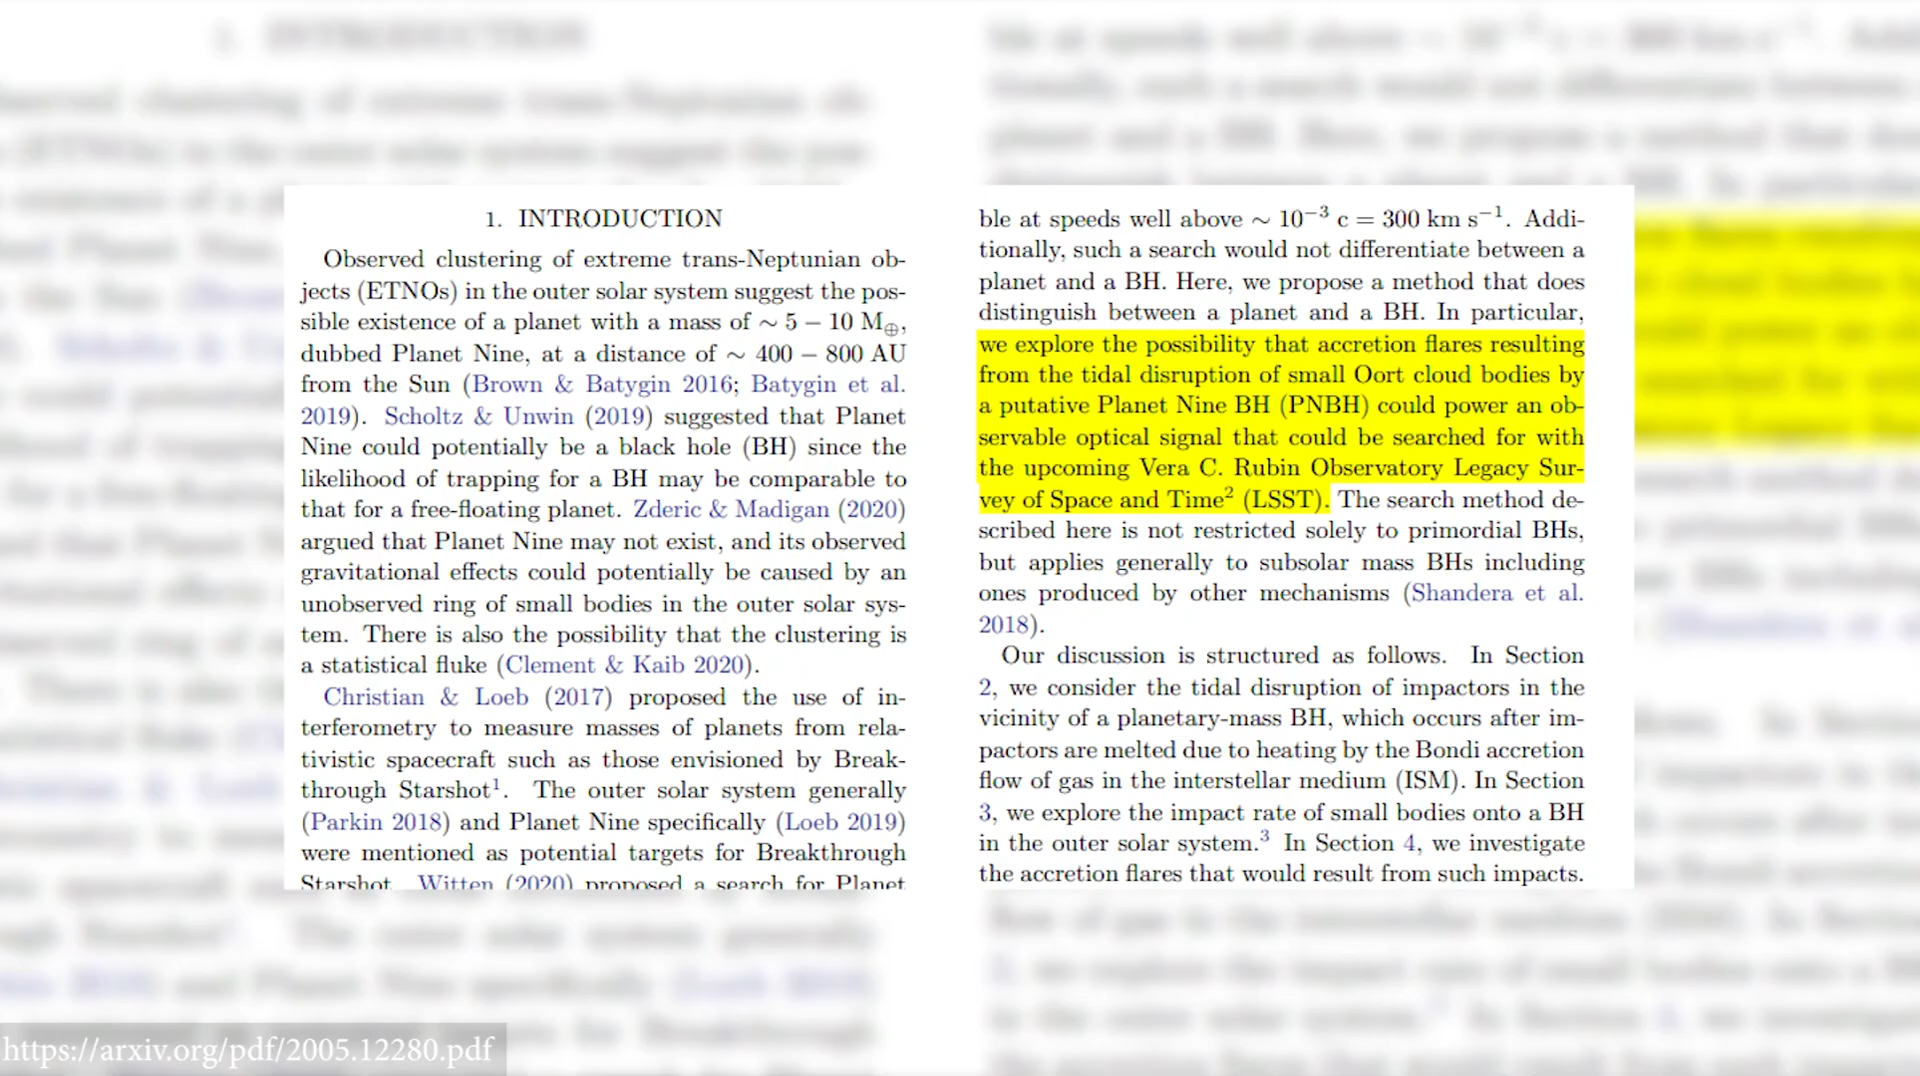 1. INTRODUCTION
Observed clustering of extreme trans-Neptunian ob-
jects (ETNOs) in the outer solar system suggest the pos-
sible existence of a planet with a mass of ∼ 5 − 10 M⊕,
dubbed Planet Nine, at a distance of ∼ 400 − 800 AU
from the Sun (Brown & Batygin 2016; Batygin et al.
2019). Scholtz & Unwin (2019) suggested that Planet
Nine could potentially be a black hole (BH) since the
likelihood of trapping for a BH may be comparable to
that for a free-floating planet. Zderic & Madigan (2020)
argued that Planet Nine may not exist, and its observed
gravitational effects could potentially be caused by an
unobserved ring of small bodies in the outer solar sys-
tem. There is also the possibility that the clustering is
a statistical fluke (Clement & Kaib 2020).
Christian & Loeb (2017) proposed the use of in-
terferometry to measure masses of planets from rela-
tivistic spacecraft such as those envisioned by Break-
through Starshot¹. The outer solar system generally
(Parkin 2018) and Planet Nine specifically (Loeb 2019)
were mentioned as potential targets for Breakthrough
Starshot. Witten (2020) proposed a search for Planet
ble at speeds well above ∼ 10⁻³ c = 300 km s⁻¹. Addi-
tionally, such a search would not differentiate between a
planet and a BH. Here, we propose a method that does
distinguish between a planet and a BH. In particular,
we explore the possibility that accretion flares resulting
from the tidal disruption of small Oort cloud bodies by
a putative Planet Nine BH (PNBH) could power an ob-
servable optical signal that could be searched for with
the upcoming Vera C. Rubin Observatory Legacy Sur-
vey of Space and Time² (LSST). The search method de-
scribed here is not restricted solely to primordial BHs,
but applies generally to subsolar mass BHs including
ones produced by other mechanisms (Shandera et al.
2018).
Our discussion is structured as follows. In Section
2, we consider the tidal disruption of impactors in the
vicinity of a planetary-mass BH, which occurs after im-
pactors are melted due to heating by the Bondi accretion
flow of gas in the interstellar medium (ISM). In Section
3, we explore the impact rate of small bodies onto a BH
in the outer solar system.³ In Section 4, we investigate
the accretion flares that would result from such impacts.
https://arxiv.org/pdf/2005.12280.pdf